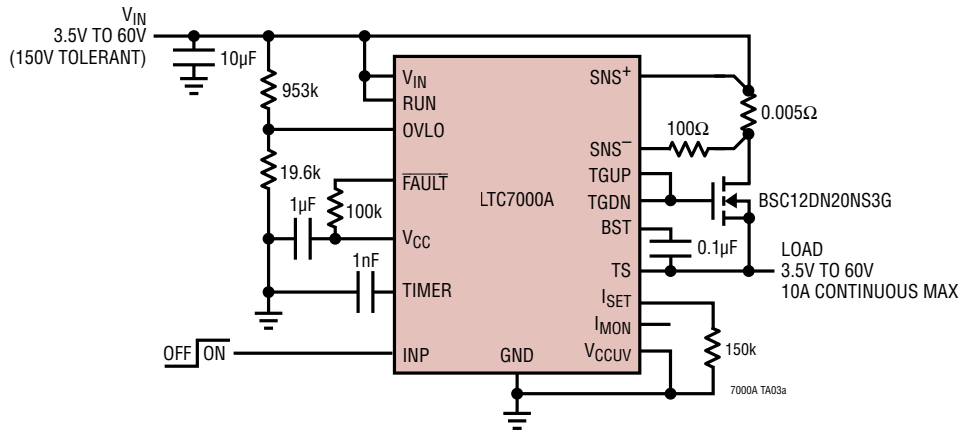 VIN
3.5V TO 60V
(150V TOLERANT)
10µF
953k
19.6k
1µF
100k
1nF
OFF ON
VIN
RUN
OVLO
FAULT
VCC
TIMER
INP
GND
LTC7000A
SNS+
SNS−
TGUP
TGDN
BST
TS
ISET
IMON
VCCUV
100Ω
0.005Ω
BSC12DN20NS3G
0.1µF
LOAD
3.5V TO 60V
10A CONTINUOUS MAX
150k
7000A TA03a